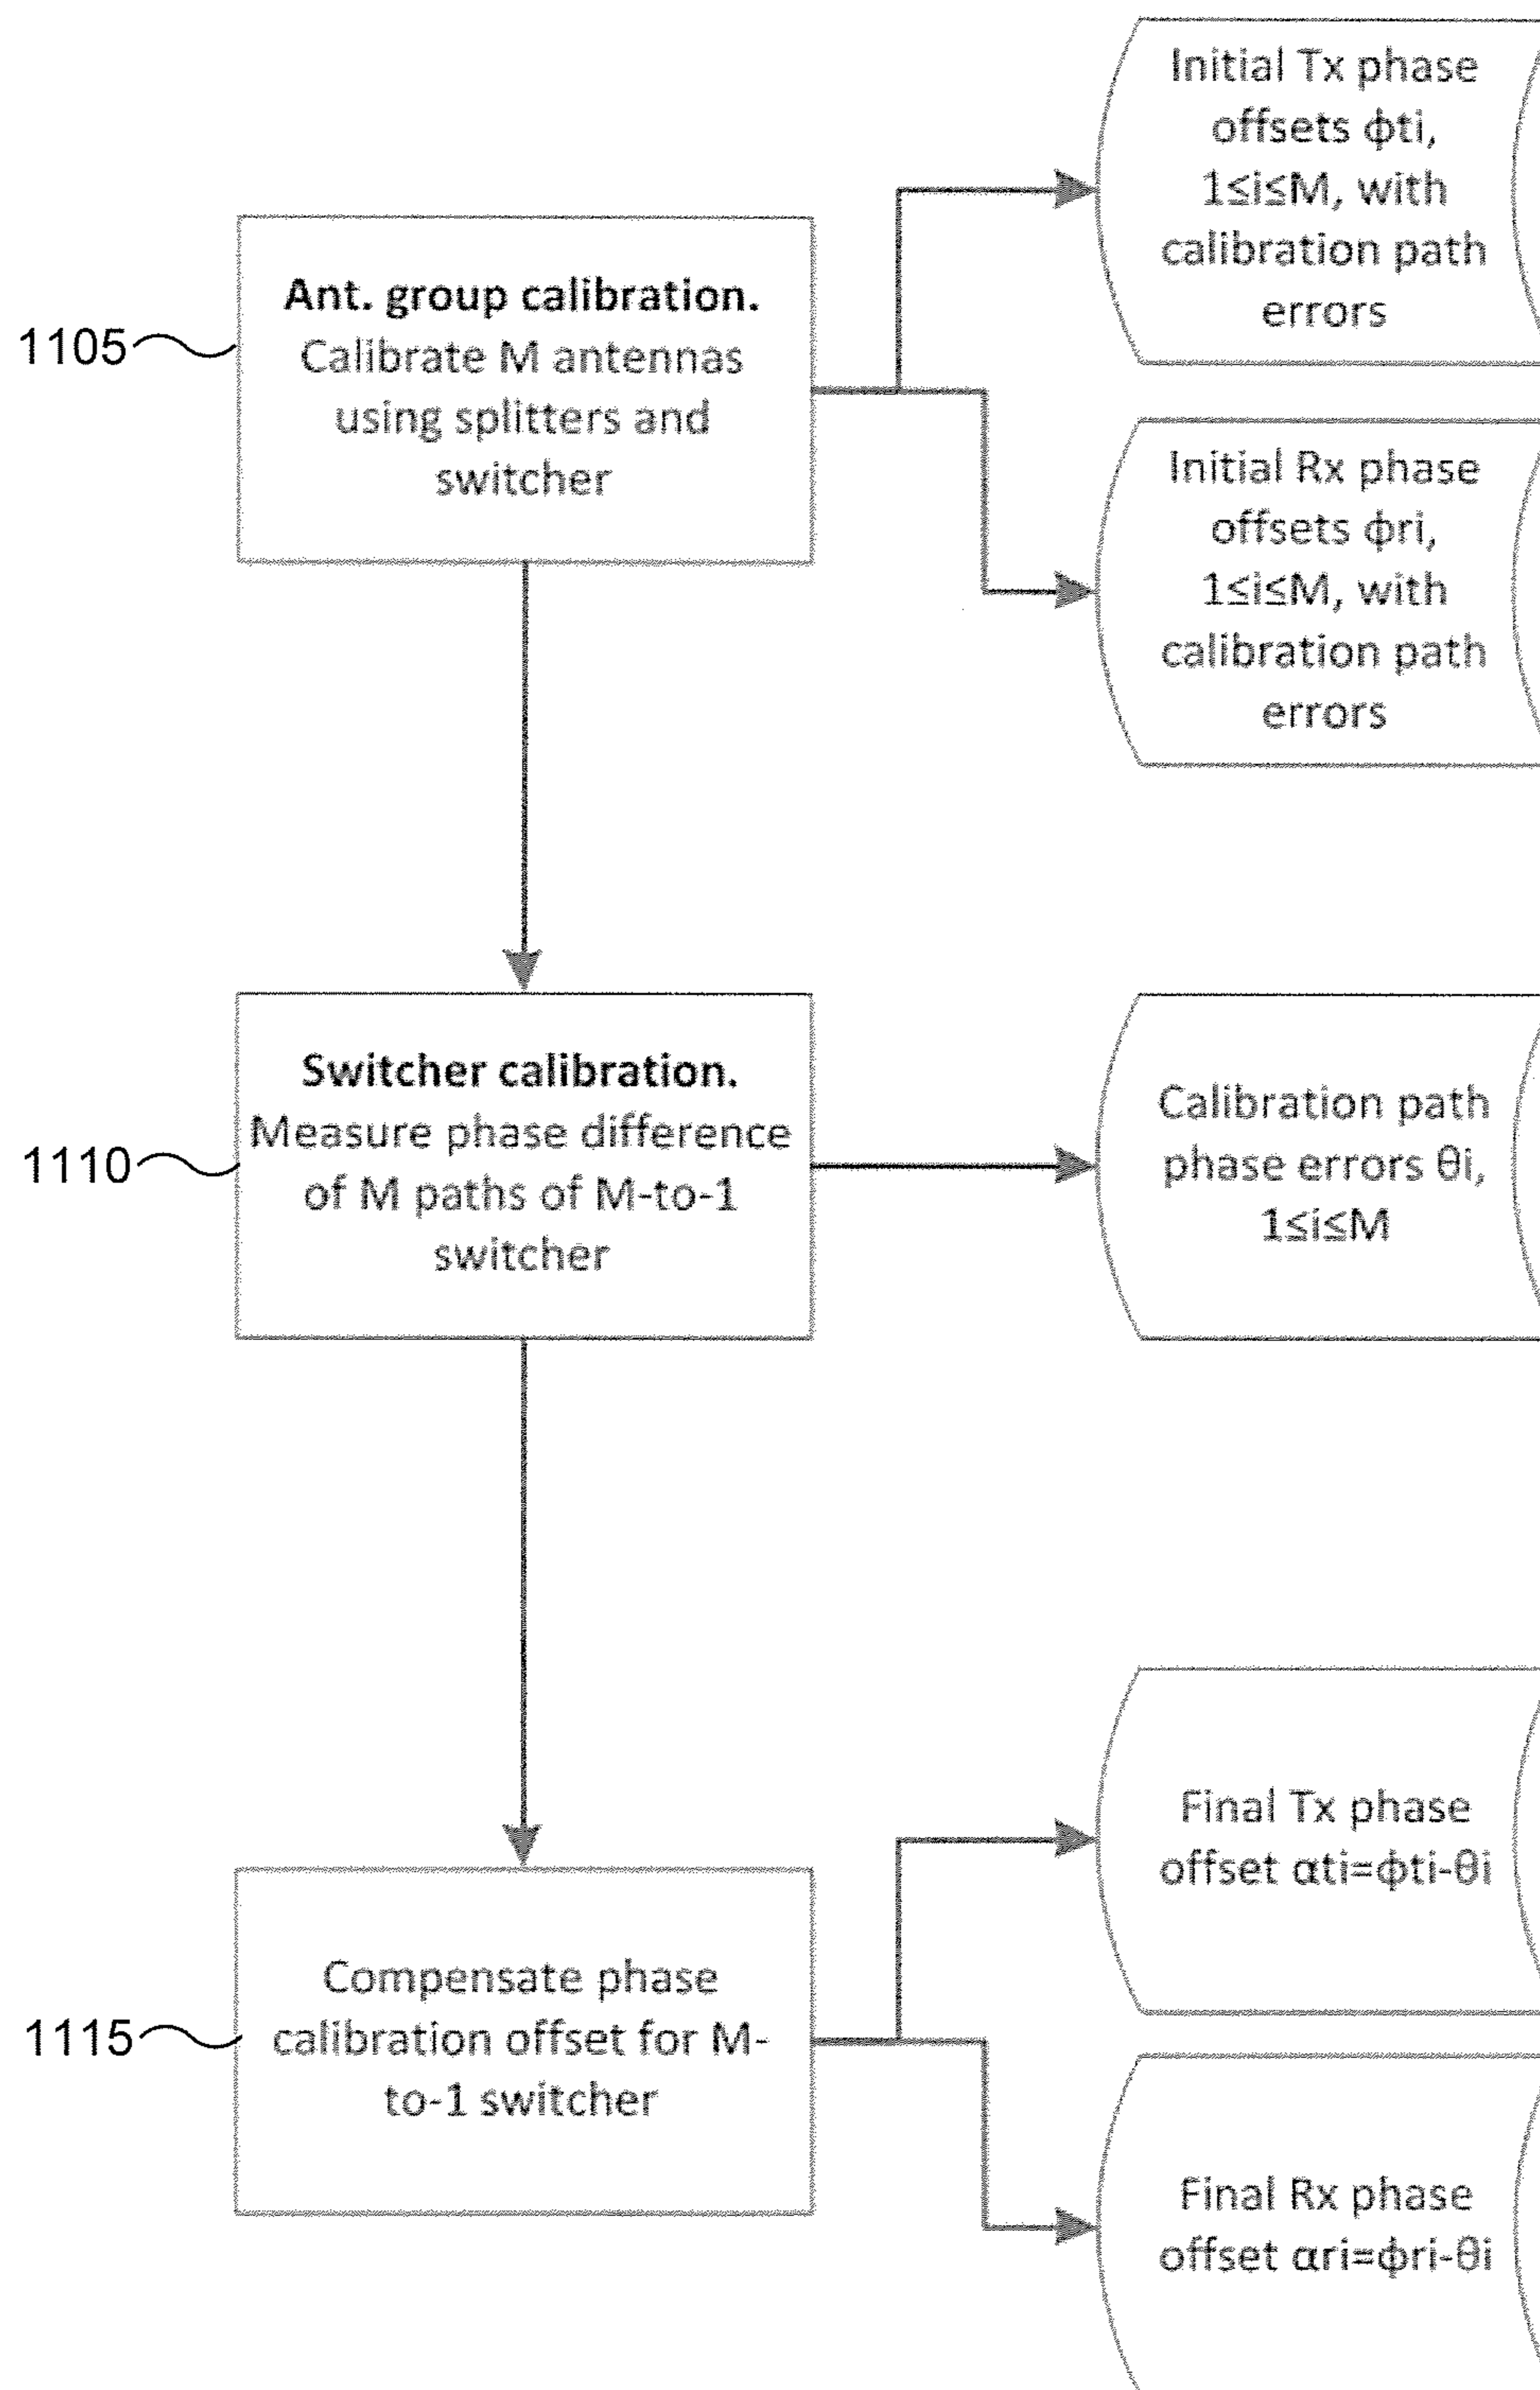 Initial Tx phase
offsets ϕti,
1≤i≤M, with
calibration path
errors
1105
Ant. group calibration.
Calibrate M antennas
using splitters and
switcher
Initial Rx phase
offsets ϕri,
1≤i≤M, with
calibration path
errors
1110
Switcher calibration.
Measure phase difference
of M paths of M-to-1
switcher
Calibration path
phase errors θi,
1≤i≤M
1115
Compensate phase
calibration offset for M-
to-1 switcher
Final Tx phase
offset αti=ϕti-θi
Final Rx phase
offset αri=ϕri-θi